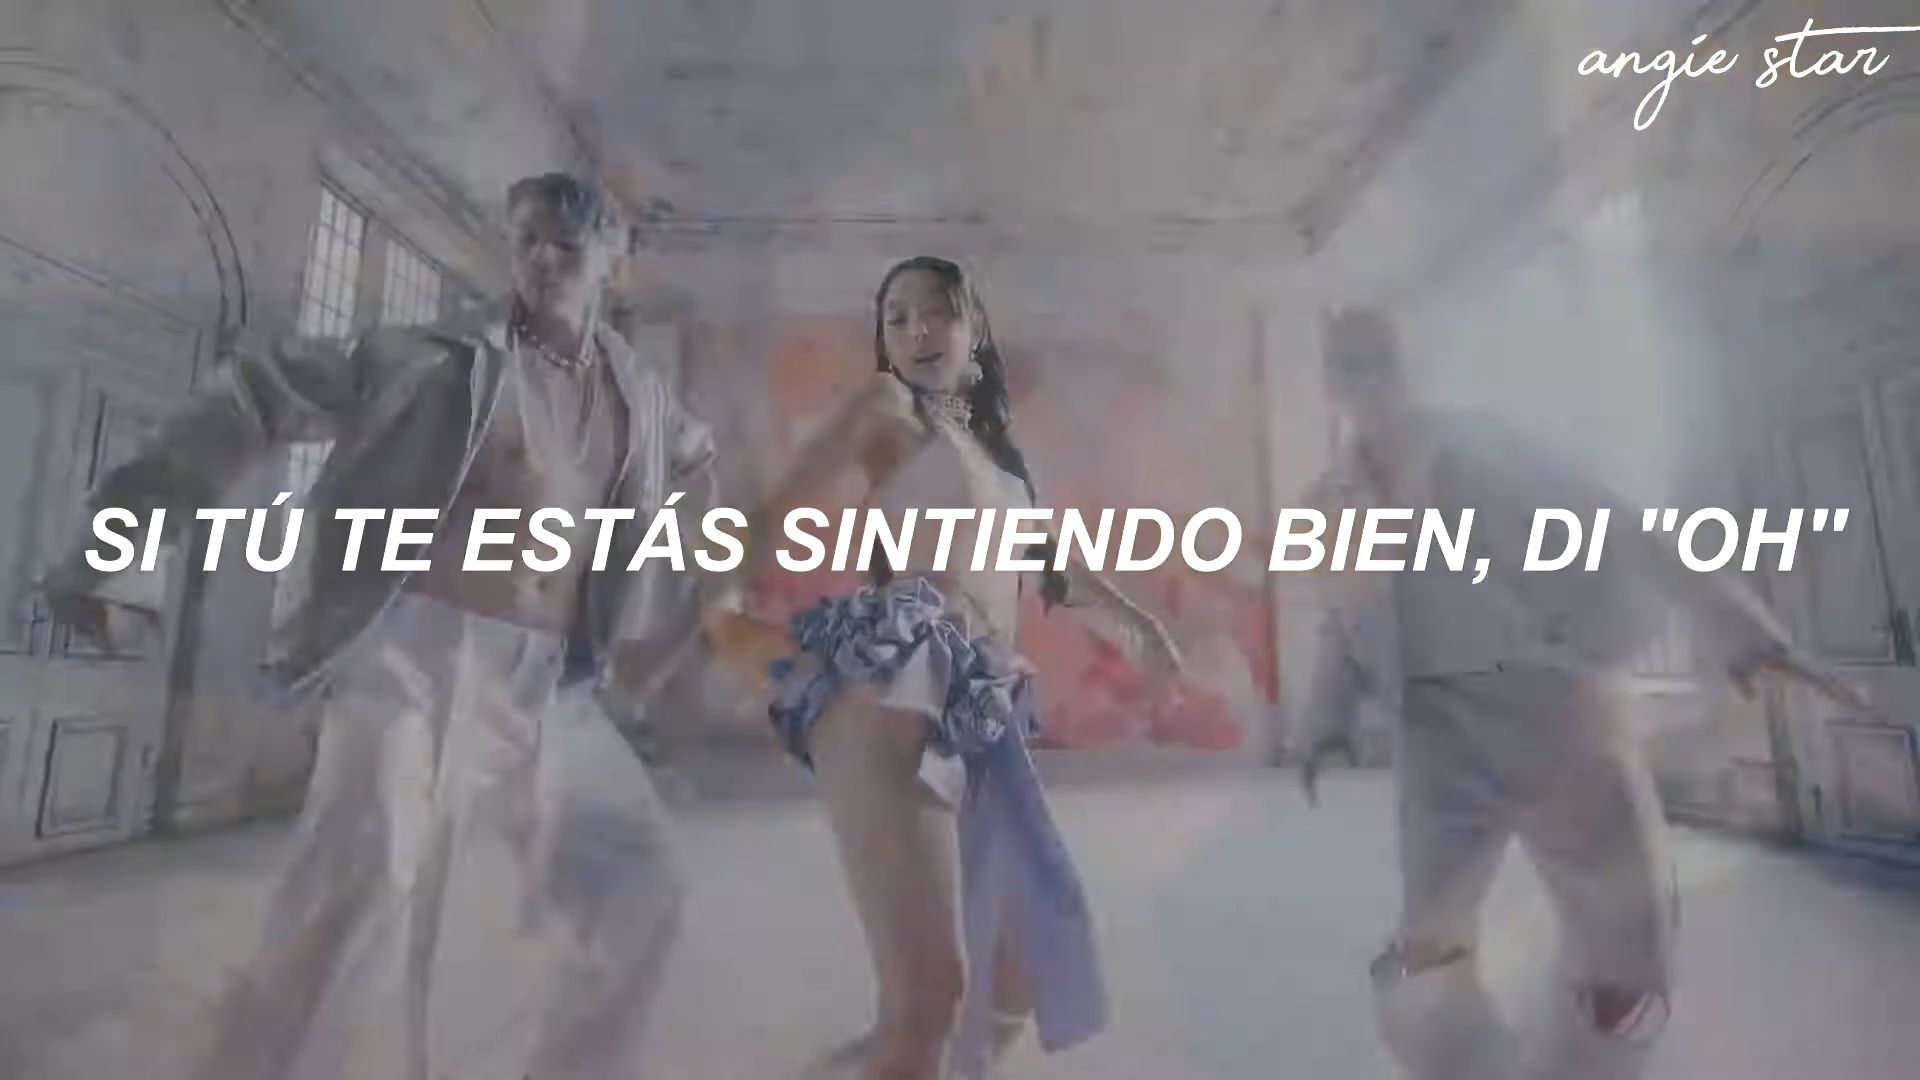 angie star
SI TÚ TE ESTÁS SINTIENDO BIEN, DI "OH"